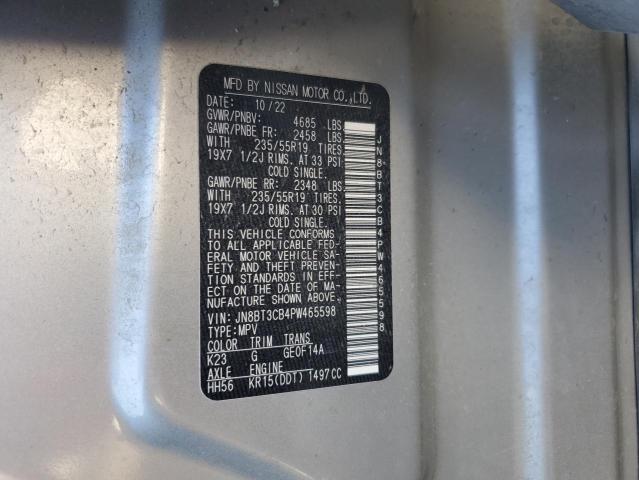 MFD BY NISSAN MOTOR CO.,LTD.
DATE: 10/22
GVWR/PNBV: 4685 LBS
GAWR/PNBE FR: 2458 LBS
WITH 235/55R19 TIRES
19X7 1/2J RIMS. AT 33 PSI
COLD SINGLE.
GAWR/PNBE RR: 2348 LBS
WITH 235/55R19 TIRES.
19X7 1/2J RIMS. AT 30 PSI
COLD SINGLE.
THIS VEHICLE CONFORMS
TO ALL APPLICABLE FED-
ERAL MOTOR VEHICLE SA-
FETY AND THEFT PREVEN-
TION STANDARDS IN EFF-
ECT ON THE DATE OF MA-
NUFACTURE SHOWN ABOVE.
VIN: JN8BT3CB4PW465598
TYPE:MPV
COLOR TRIM TRANS
K23 G GE0F14A
AXLE ENGINE
HH56 KR15(DDT) 1497CC
JN8BT3CB4PW465598